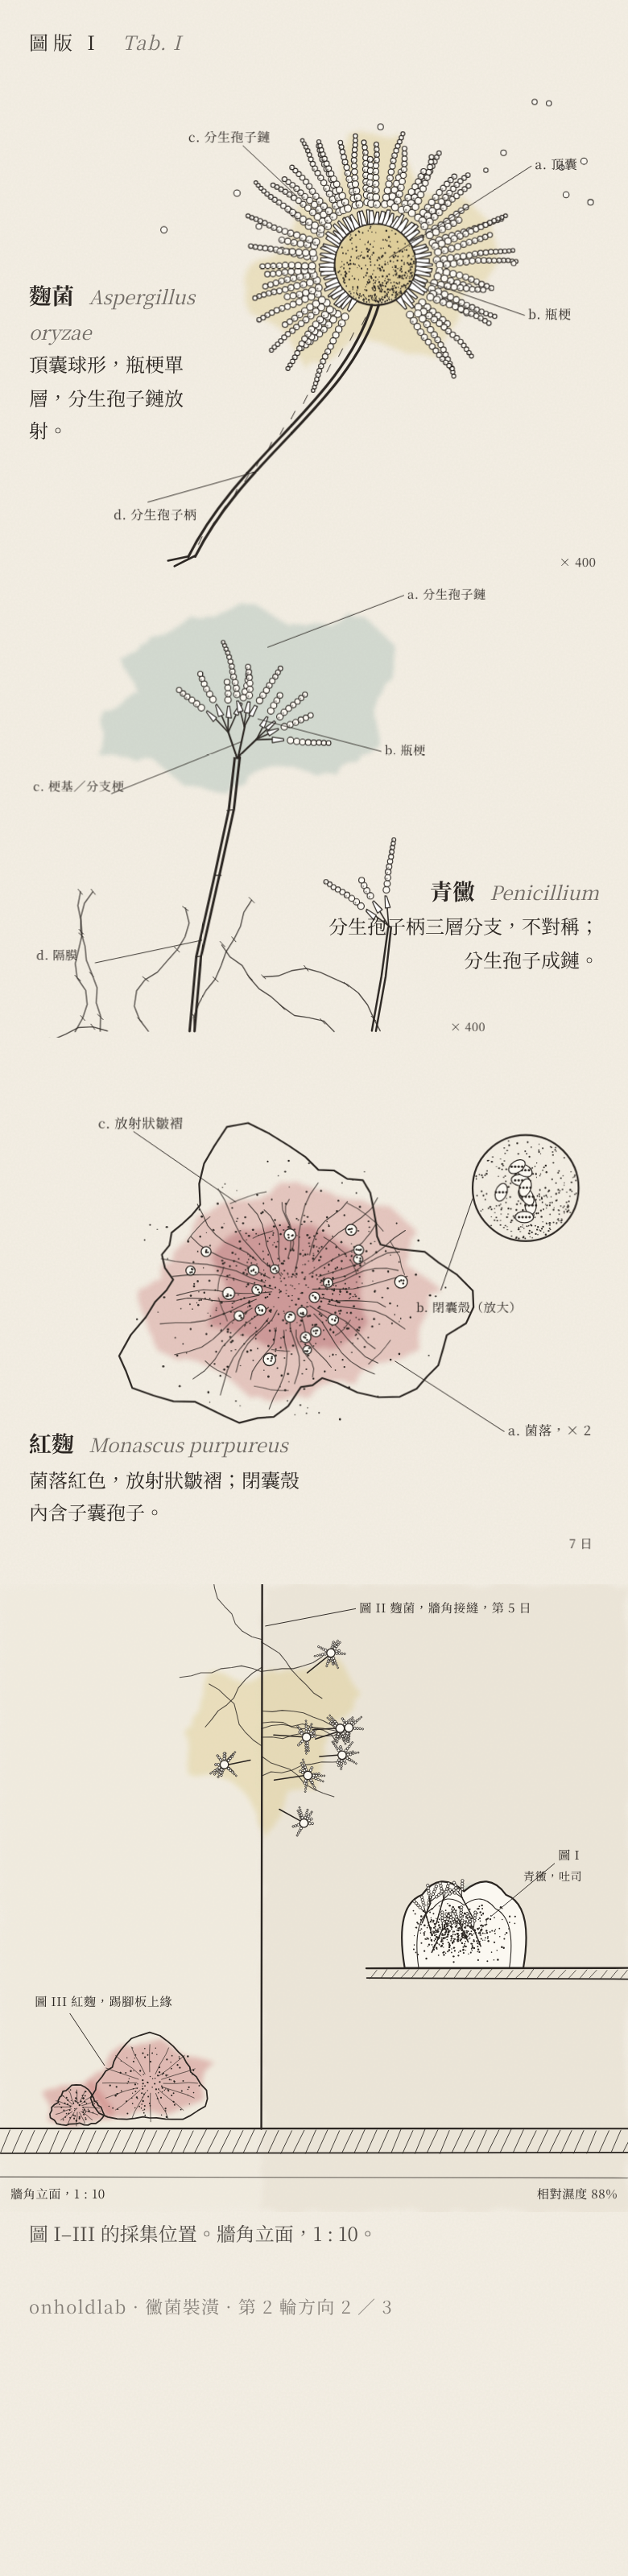 圖版 I Tab. I
c. 分生孢子鏈
a. 頂囊
麴菌 Aspergillus
oryzae
頂囊球形，瓶梗單
層，分生孢子鏈放
射。
b. 瓶梗
d. 分生孢子柄
× 400
a. 分生孢子鏈
b. 瓶梗
c. 梗基／分支梗
青黴 Penicillium
分生孢子柄三層分支，不對稱；
分生孢子成鏈。
d. 隔膜
× 400
c. 放射狀皺褶
b. 閉囊殼（放大）
a. 菌落，× 2
紅麴 Monascus purpureus
菌落紅色，放射狀皺褶；閉囊殼
內含子囊孢子。
7 日
圖 II 麴菌，牆角接縫，第 5 日
圖 I
青黴，吐司
圖 III 紅麴，踢腳板上緣
牆角立面，1 : 10
相對濕度 88%
圖 I–III 的採集位置。牆角立面，1 : 10。
onholdlab · 黴菌裝潢 · 第 2 輪方向 2 ／ 3